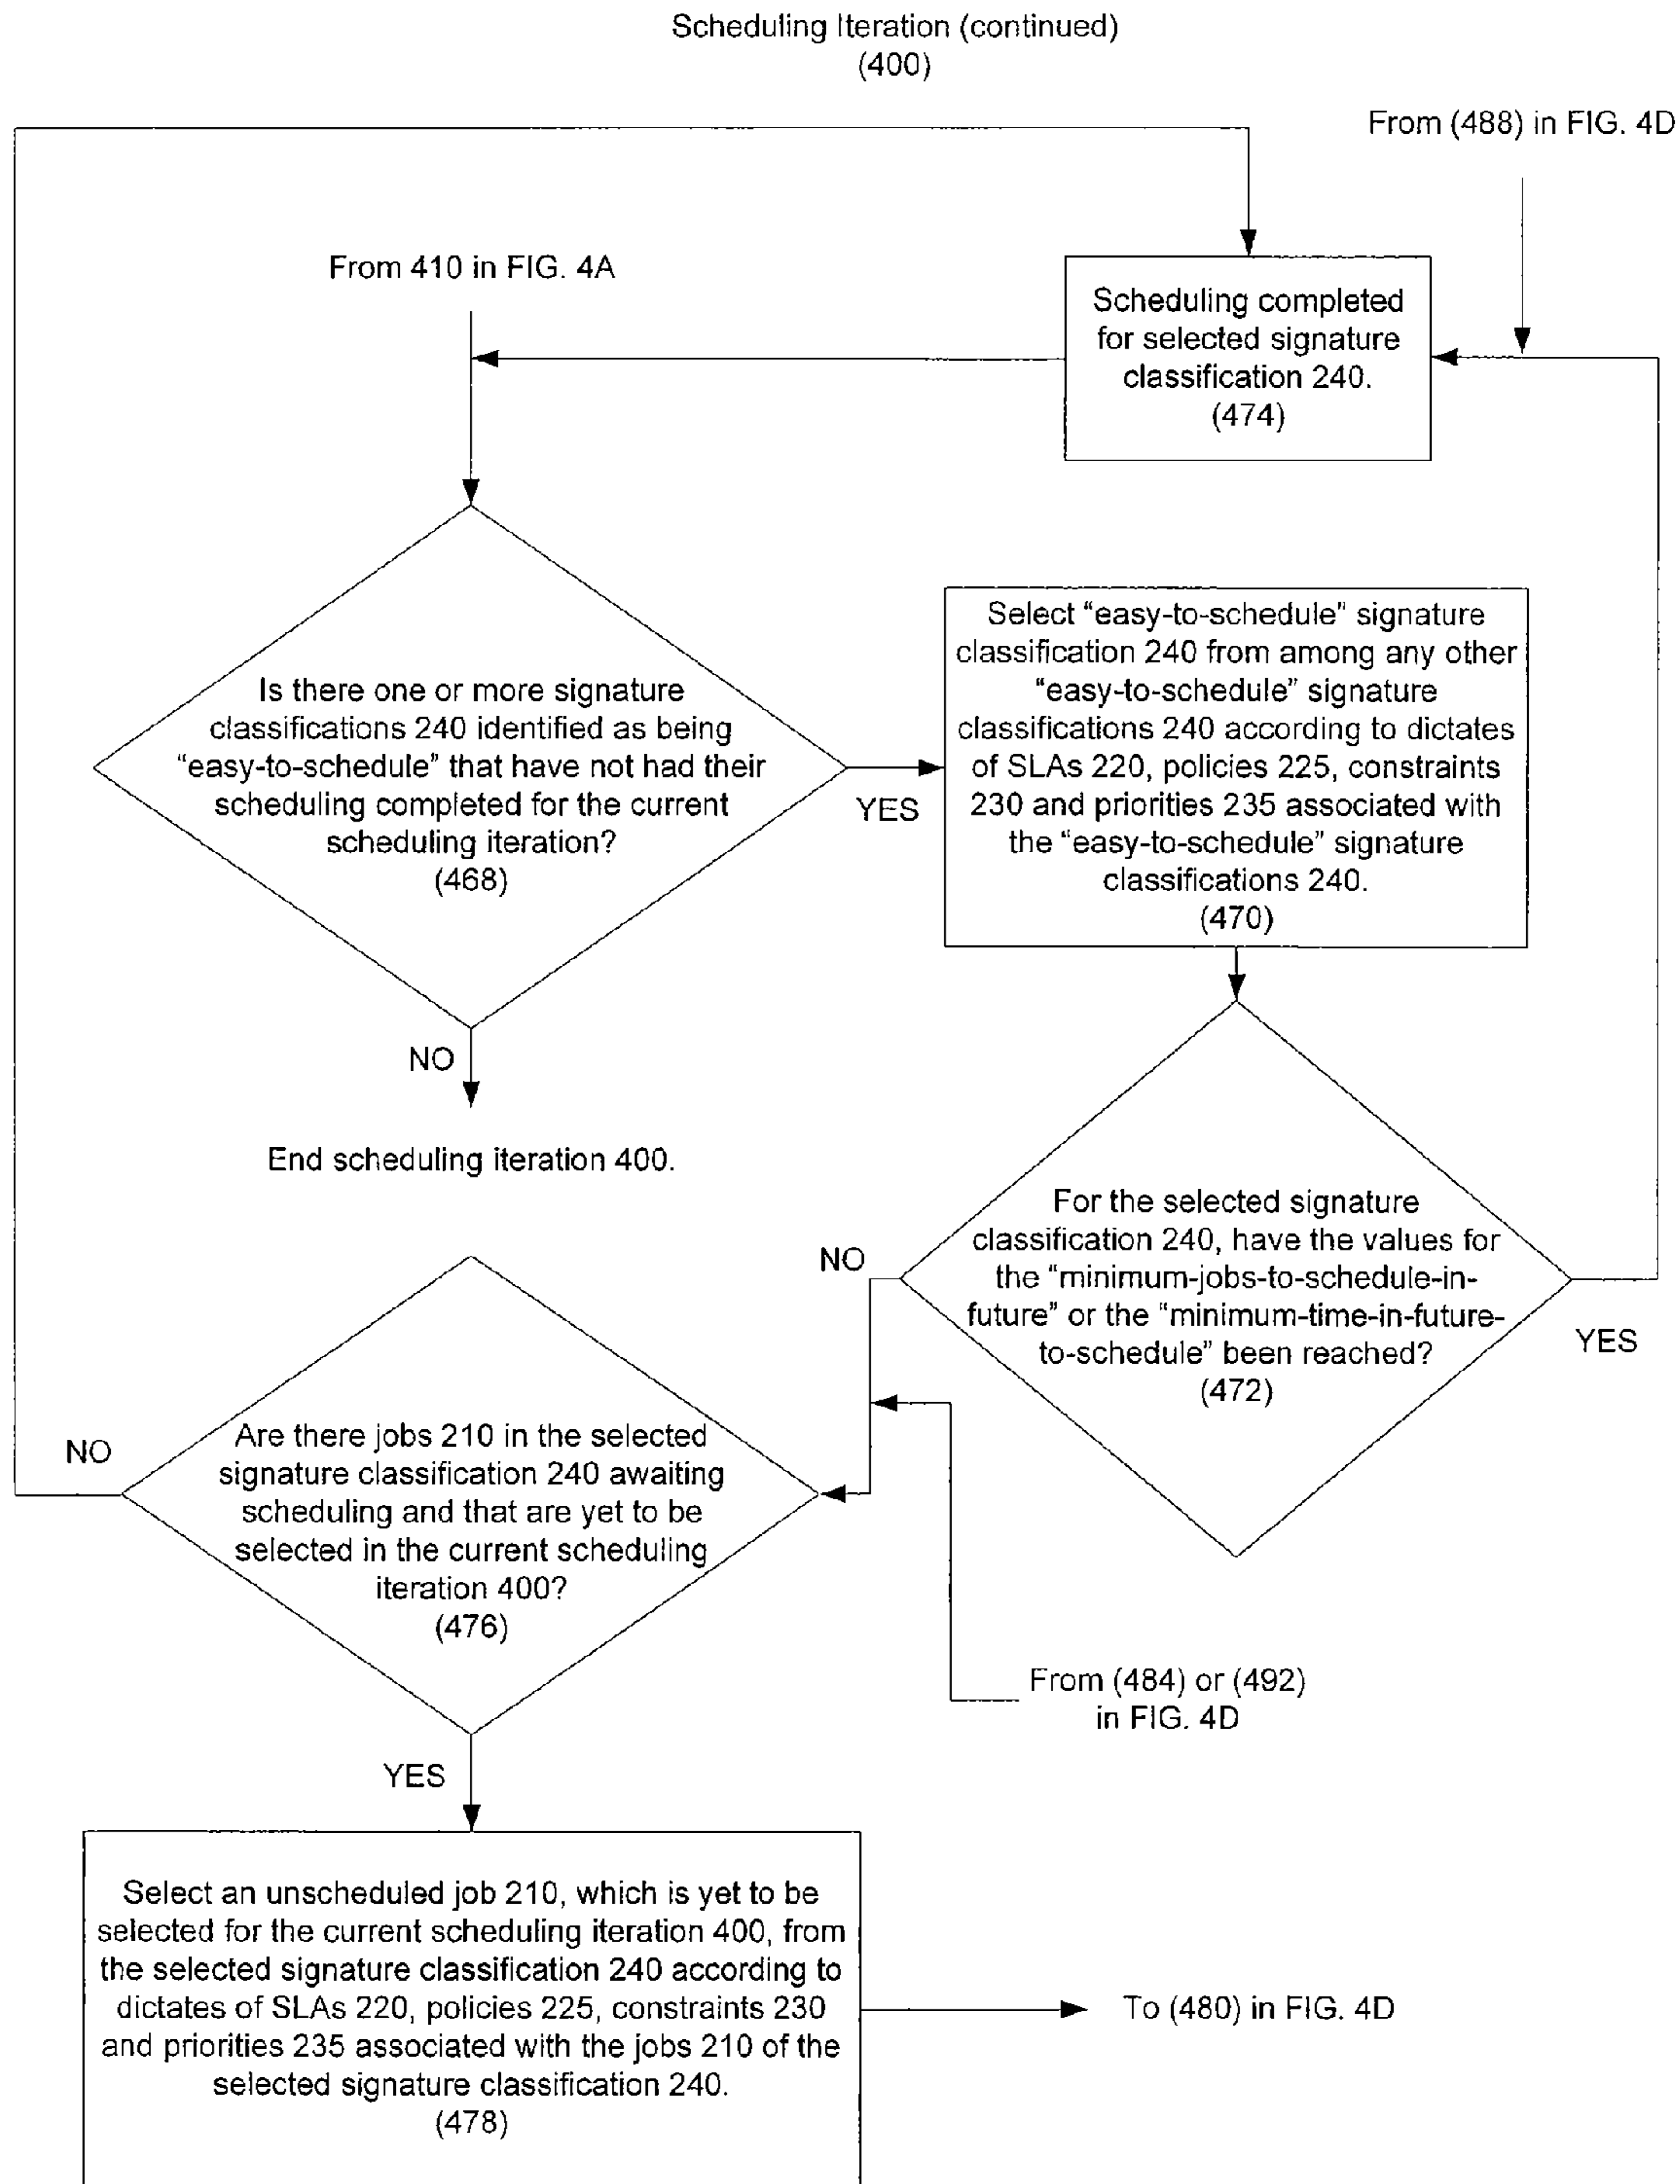 Scheduling Iteration (continued)
(400)
From (488) in FIG. 4D
From 410 in FIG. 4A
Scheduling completed
for selected signature
classification 240.
(474)
Is there one or more signature
classifications 240 identified as being
“easy-to-schedule” that have not had their
scheduling completed for the current
scheduling iteration?
(468)
YES
Select “easy-to-schedule” signature
classification 240 from among any other
“easy-to-schedule” signature
classifications 240 according to dictates
of SLAs 220, policies 225, constraints
230 and priorities 235 associated with
the “easy-to-schedule” signature
classifications 240.
(470)
NO
End scheduling iteration 400.
For the selected signature
classification 240, have the values for
the “minimum-jobs-to-schedule-in-
future” or the “minimum-time-in-future-
to-schedule” been reached?
(472)
NO
YES
Are there jobs 210 in the selected
signature classification 240 awaiting
scheduling and that are yet to be
selected in the current scheduling
iteration 400?
(476)
NO
From (484) or (492)
in FIG. 4D
YES
Select an unscheduled job 210, which is yet to be
selected for the current scheduling iteration 400, from
the selected signature classification 240 according to
dictates of SLAs 220, policies 225, constraints 230
and priorities 235 associated with the jobs 210 of the
selected signature classification 240.
(478)
To (480) in FIG. 4D